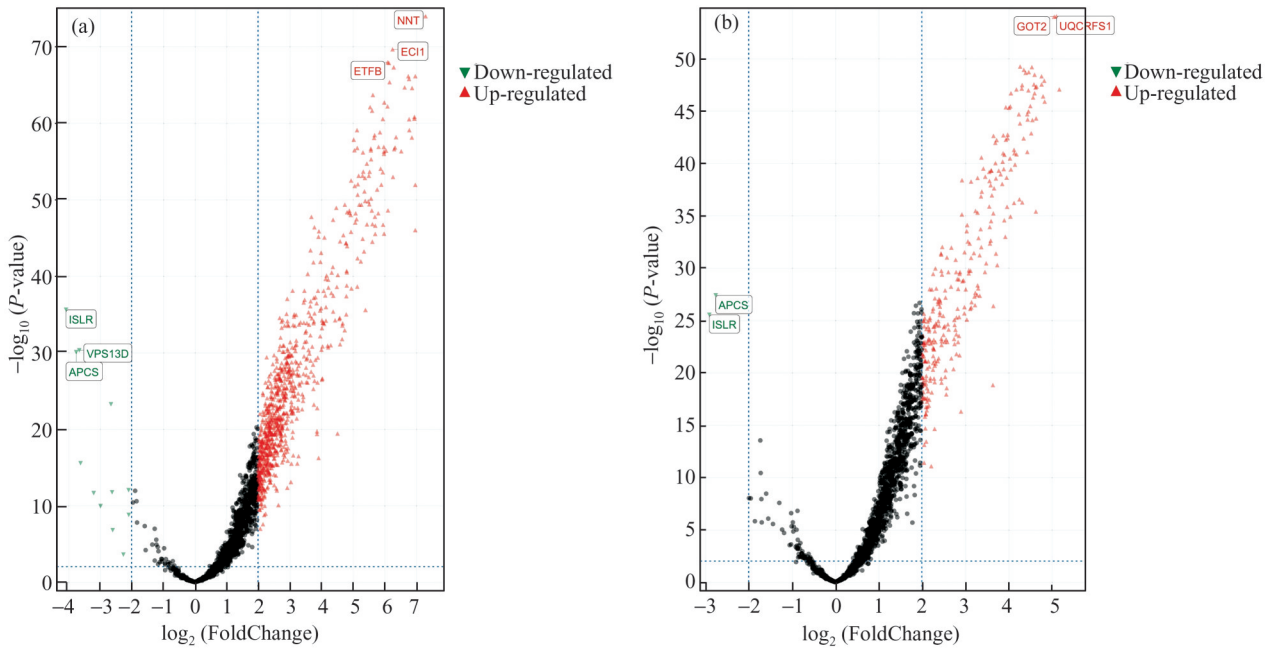 (a)
NNT
ECI1
ETFB
ISLR
VPS13D
APCS
Down-regulated
Up-regulated
70
60
50
40
30
20
10
0
−4 −3 −2 −1 0 1 2 3 4 5 6 7
−log10 (P-value)
log2 (FoldChange)
(b)
GOT2 UQCRFS1
APCS
ISLR
Down-regulated
Up-regulated
50
45
40
35
30
25
20
15
10
5
0
−3 −2 −1 0 1 2 3 4 5
−log10 (P-value)
log2 (FoldChange)